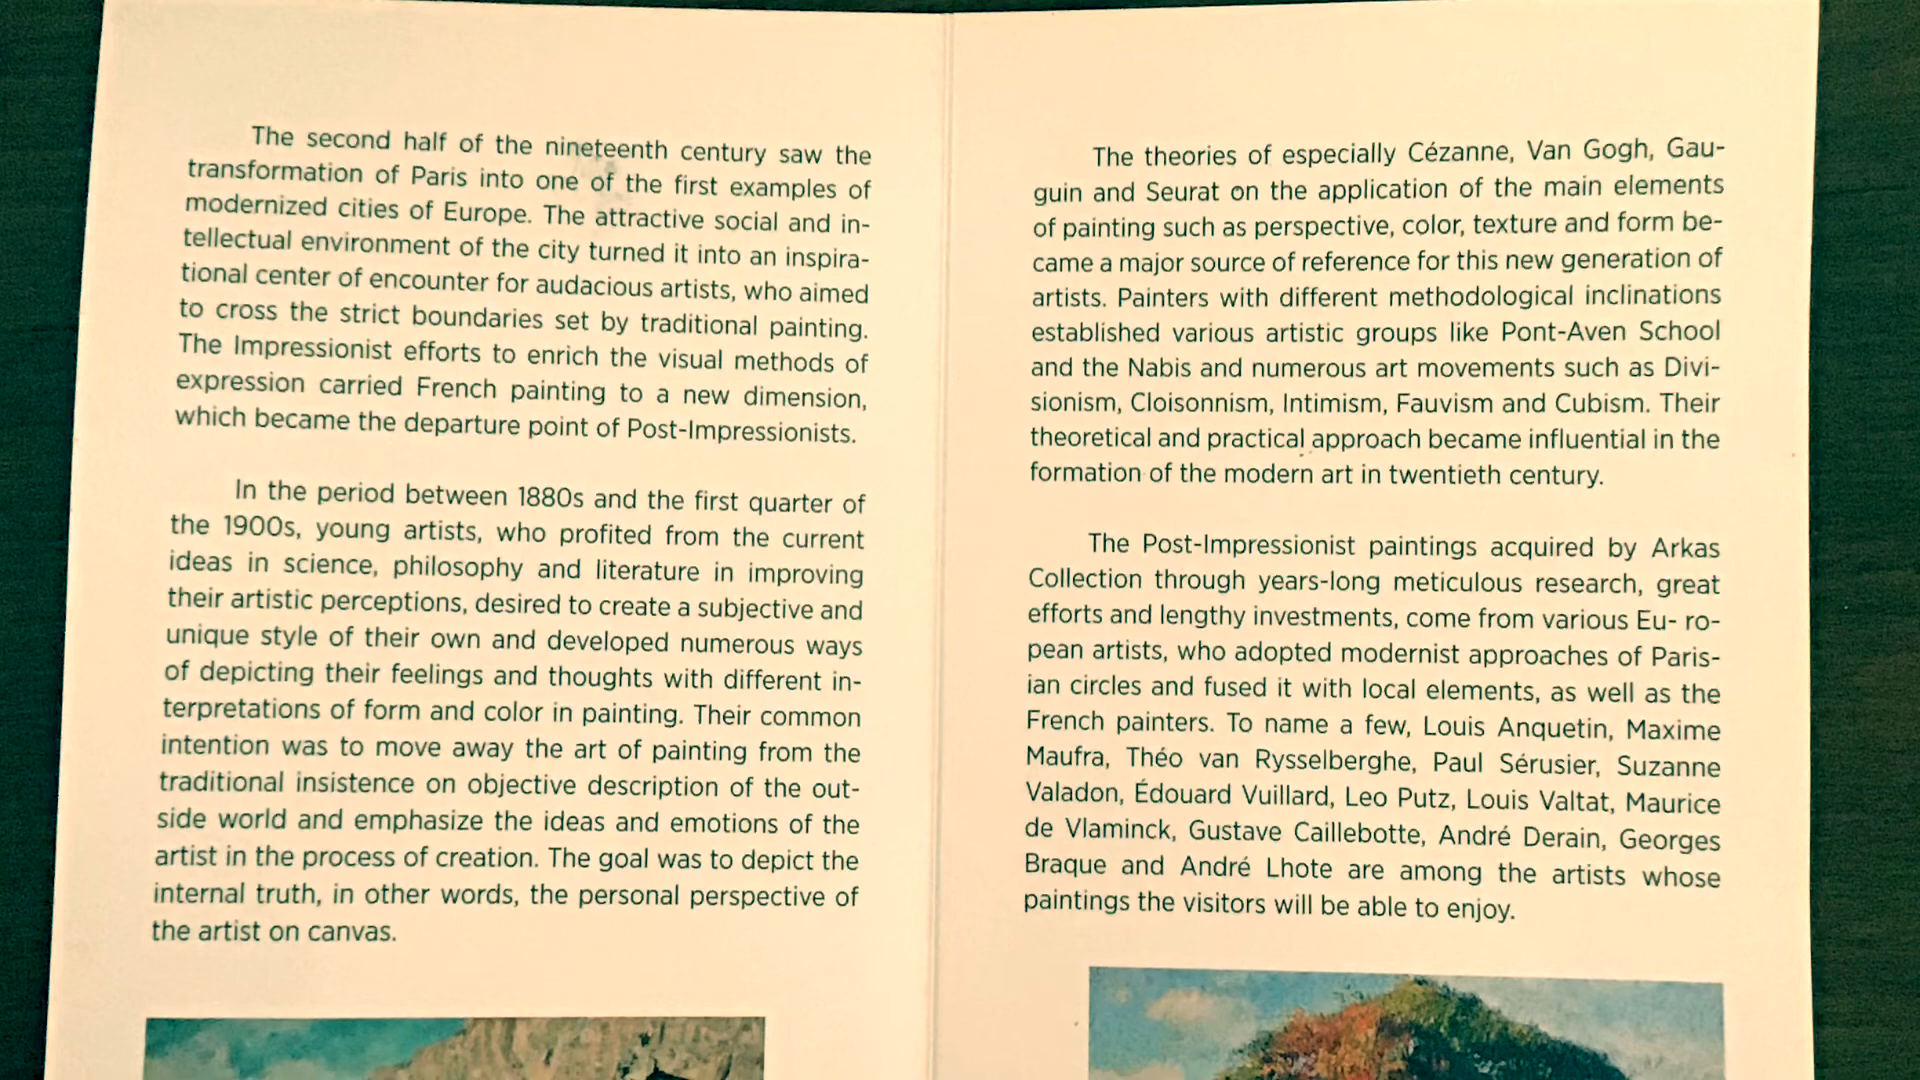 The second half of the nineteenth century saw the
transformation of Paris into one of the first examples of
modernized cities of Europe. The attractive social and in-
tellectual environment of the city turned it into an inspira-
tional center of encounter for audacious artists, who aimed
to cross the strict boundaries set by traditional painting.
The Impressionist efforts to enrich the visual methods of
expression carried French painting to a new dimension,
which became the departure point of Post-Impressionists.
In the period between 1880s and the first quarter of
the 1900s, young artists, who profited from the current
ideas in science, philosophy and literature in improving
their artistic perceptions, desired to create a subjective and
unique style of their own and developed numerous ways
of depicting their feelings and thoughts with different in-
terpretations of form and color in painting. Their common
intention was to move away the art of painting from the
traditional insistence on objective description of the out-
side world and emphasize the ideas and emotions of the
artist in the process of creation. The goal was to depict the
internal truth, in other words, the personal perspective of
the artist on canvas.
The theories of especially Cézanne, Van Gogh, Gau-
guin and Seurat on the application of the main elements
of painting such as perspective, color, texture and form be-
came a major source of reference for this new generation of
artists. Painters with different methodological inclinations
established various artistic groups like Pont-Aven School
and the Nabis and numerous art movements such as Divi-
sionism, Cloisonnism, Intimism, Fauvism and Cubism. Their
theoretical and practical approach became influential in the
formation of the modern art in twentieth century.
The Post-Impressionist paintings acquired by Arkas
Collection through years-long meticulous research, great
efforts and lengthy investments, come from various Eu- ro-
pean artists, who adopted modernist approaches of Paris-
ian circles and fused it with local elements, as well as the
French painters. To name a few, Louis Anquetin, Maxime
Maufra, Théo van Rysselberghe, Paul Sérusier, Suzanne
Valadon, Édouard Vuillard, Leo Putz, Louis Valtat, Maurice
de Vlaminck, Gustave Caillebotte, André Derain, Georges
Braque and André Lhote are among the artists whose
paintings the visitors will be able to enjoy.